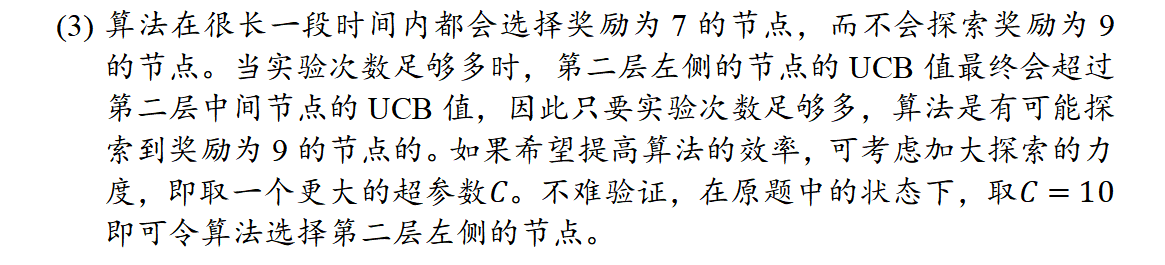 (3) 算法在很长一段时间内都会选择奖励为 7 的节点，而不会探索奖励为 9
的节点。当实验次数足够多时，第二层左侧的节点的 UCB 值最终会超过
第二层中间节点的 UCB 值，因此只要实验次数足够多，算法是有可能探
索到奖励为 9 的节点的。如果希望提高算法的效率，可考虑加大探索的力
度，即取一个更大的超参数C。不难验证，在原题中的状态下，取C = 10
即可令算法选择第二层左侧的节点。